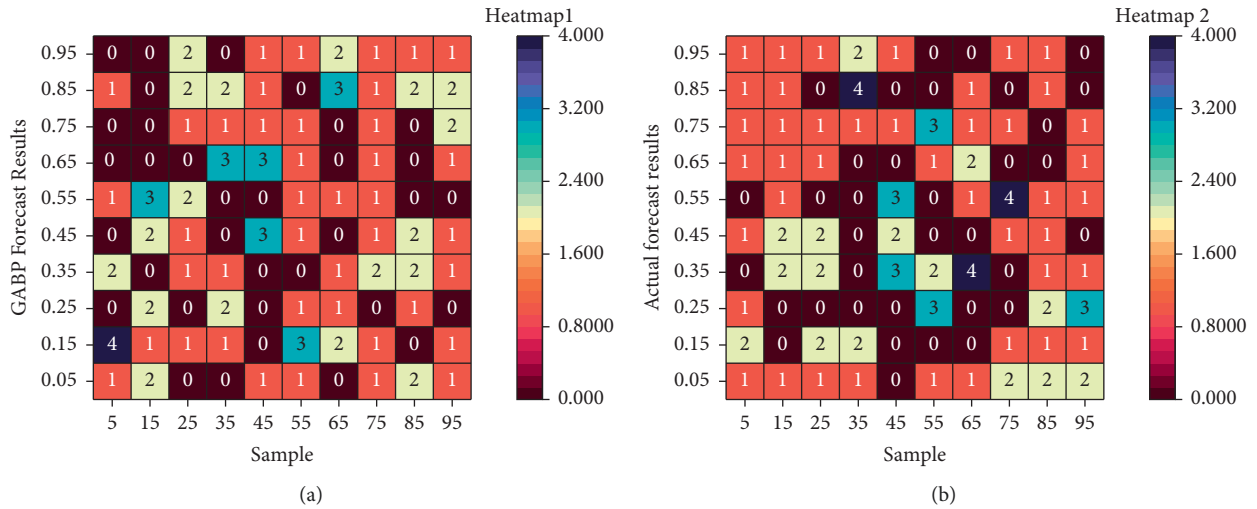 Heatmap1
GABP Forecast Results
0.95 0 0 2 0 1 1 2 1 1 1
0.85 1 0 2 2 1 0 3 1 2 2
0.75 0 0 1 1 1 1 0 1 0 2
0.65 0 0 0 3 3 1 0 1 0 1
0.55 1 3 2 0 0 1 1 1 0 0
0.45 0 2 1 0 3 1 0 1 2 1
0.35 2 0 1 1 0 0 1 2 2 1
0.25 0 2 0 2 0 1 1 0 1 0
0.15 4 1 1 1 0 3 2 1 0 1
0.05 1 2 0 0 1 1 0 1 2 1
5 15 25 35 45 55 65 75 85 95
Sample
4.000
3.200
2.400
1.600
0.8000
0.000
(a)
Heatmap 2
Actual forecast results
0.95 1 1 1 2 1 0 0 1 1 0
0.85 1 1 0 4 0 0 1 0 1 0
0.75 1 1 1 1 1 3 1 1 0 1
0.65 1 1 1 0 0 1 2 0 0 1
0.55 0 1 0 0 3 0 1 4 1 1
0.45 1 2 2 0 2 0 0 1 1 0
0.35 0 2 2 0 3 2 4 0 1 1
0.25 1 0 0 0 0 3 0 0 2 3
0.15 2 0 2 2 0 0 0 1 1 1
0.05 1 1 1 1 0 1 1 2 2 2
5 15 25 35 45 55 65 75 85 95
Sample
4.000
3.200
2.400
1.600
0.8000
0.000
(b)